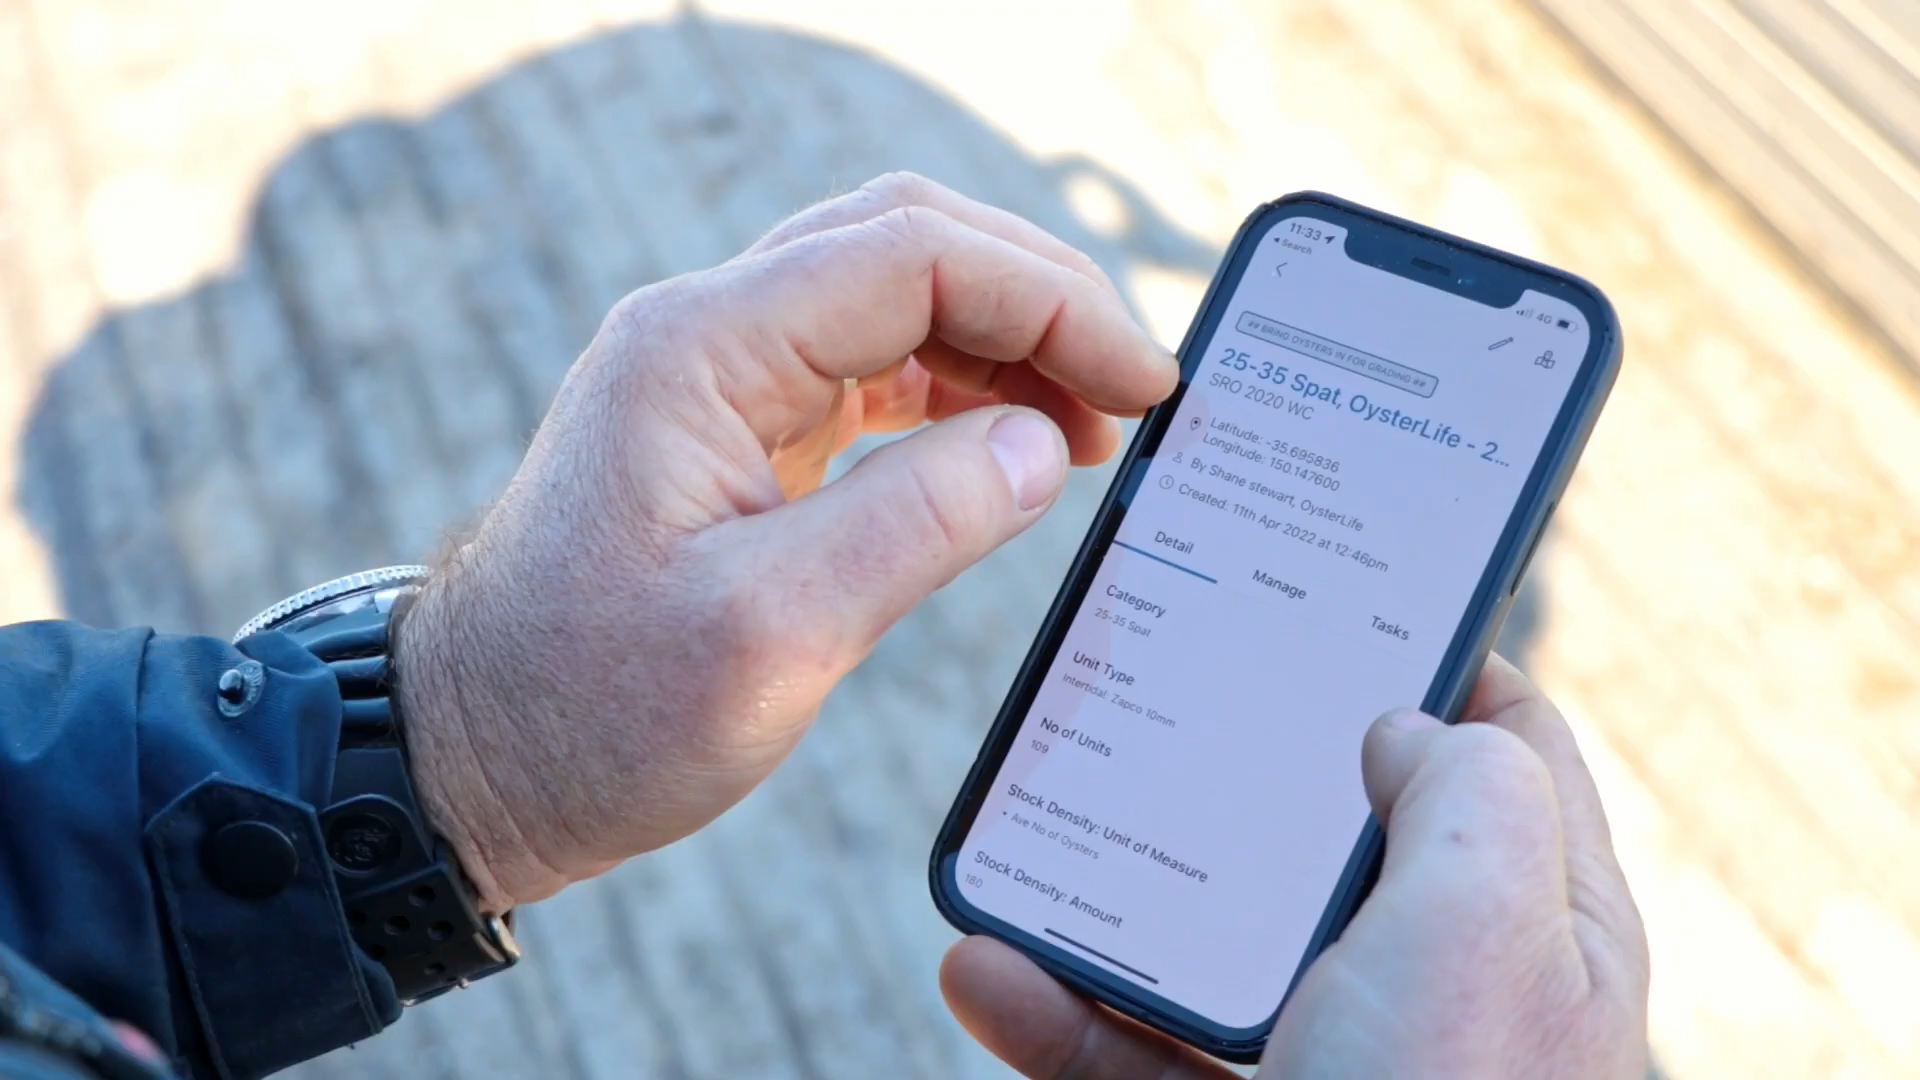 11:33
Search
4G
## BRING OYSTERS IN FOR GRADING ##
25-35 Spat, OysterLife - 2...
SRO 2020 WC
Latitude: -35.695836
Longitude: 150.147600
By Shane stewart, OysterLife
Created: 11th Apr 2022 at 12:46pm
Detail Manage Tasks
Category
25-35 Spat
Unit Type
Intertidal: Zapco 10mm
No of Units
109
Stock Density: Unit of Measure
• Ave No of Oysters
Stock Density: Amount
180